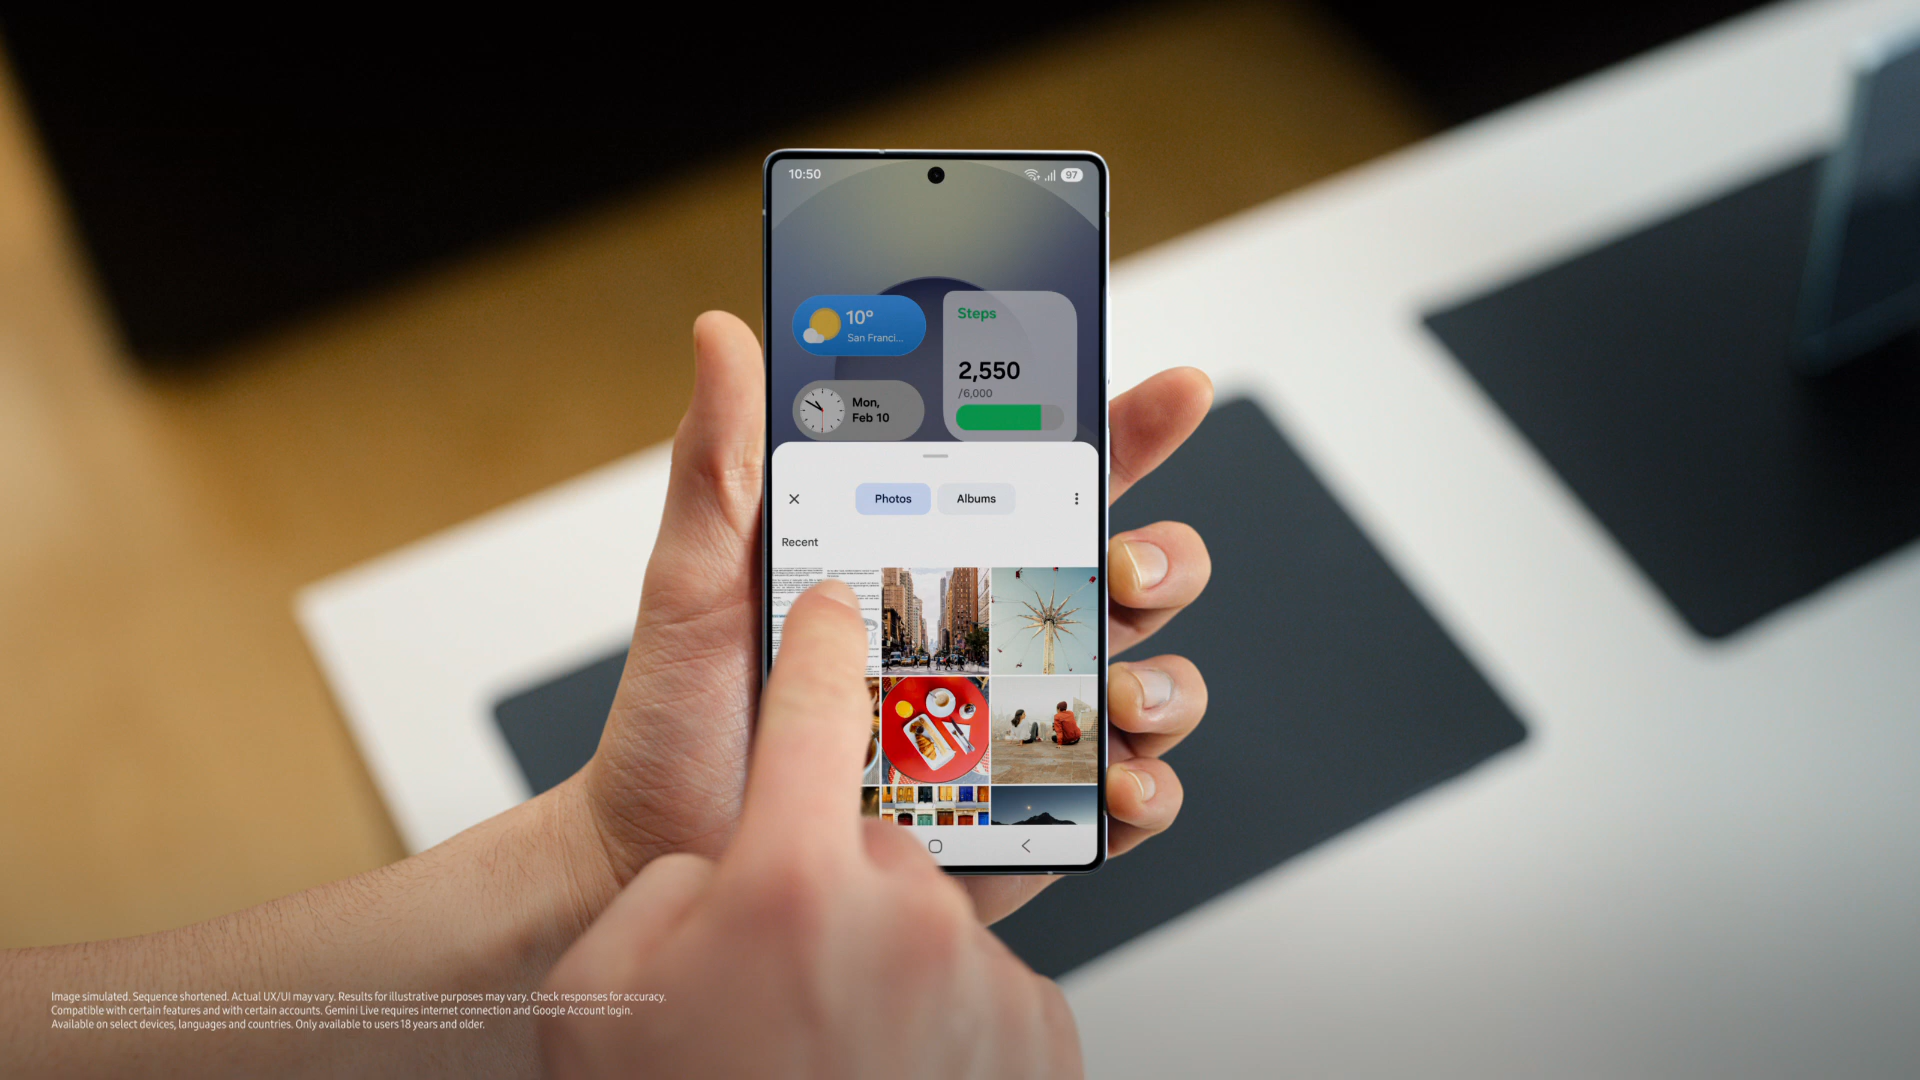 10:50
97
10°
San Franci...
Steps
2,550
/6,000
Mon,
Feb 10
Photos
Albums
Recent
Image simulated. Sequence shortened. Actual UX/UI may vary. Results for illustrative purposes may vary. Check responses for accuracy.
Compatible with certain features and with certain accounts. Gemini Live requires internet connection and Google Account login.
Available on select devices, languages and countries. Only available to users 18 years and older.